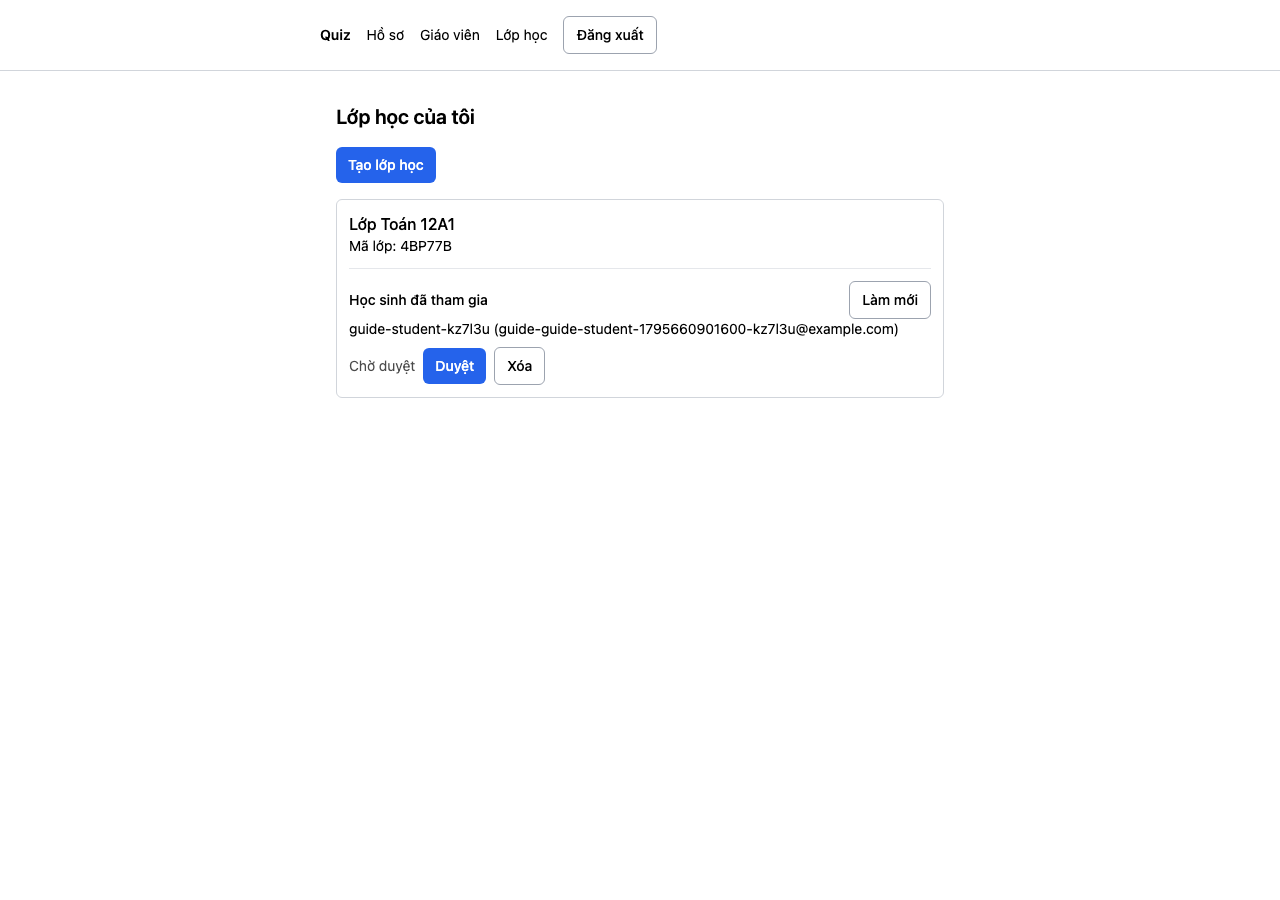 Quiz Hồ sơ Giáo viên Lớp học Đăng xuất
Lớp học của tôi
Tạo lớp học
Lớp Toán 12A1
Mã lớp: 4BP77B
Học sinh đã tham gia Làm mới
guide-student-kz7l3u (guide-guide-student-1795660901600-kz7l3u@example.com)
Chờ duyệt Duyệt Xóa